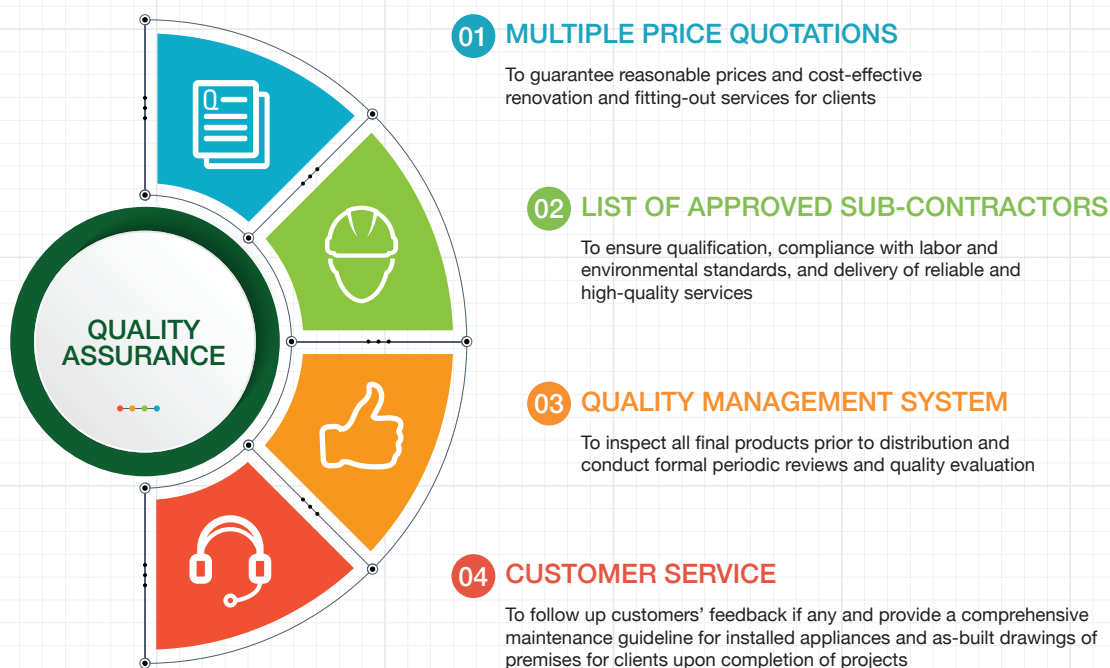 QUALITY
ASSURANCE
Q
01 MULTIPLE PRICE QUOTATIONS
To guarantee reasonable prices and cost-effective
renovation and fitting-out services for clients
02 LIST OF APPROVED SUB-CONTRACTORS
To ensure qualification, compliance with labor and
environmental standards, and delivery of reliable and
high-quality services
03 QUALITY MANAGEMENT SYSTEM
To inspect all final products prior to distribution and
conduct formal periodic reviews and quality evaluation
04 CUSTOMER SERVICE
To follow up customers’ feedback if any and provide a comprehensive
maintenance guideline for installed appliances and as-built drawings of
premises for clients upon completion of projects